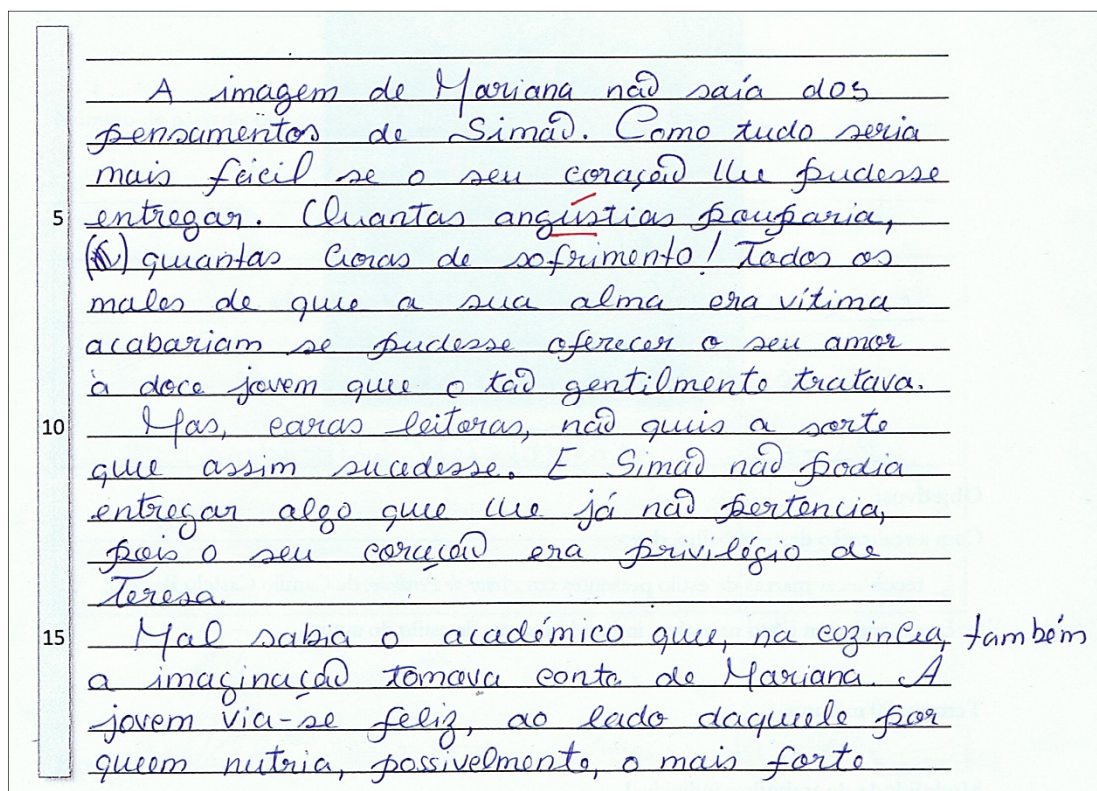 A imagem de Mariana não saía dos
pensamentos de Simão. Como tudo seria
mais fácil se o seu coração lhe pudesse
5 entregar. Quantas angústias pouparia,
quantas horas de sofrimento! Todos os
males de que a sua alma era vítima
acabariam se pudesse oferecer o seu amor
à doce jovem que o tão gentilmente tratava.
10 Mas, caras leitoras, não quis a sorte
que assim sucedesse. E Simão não podia
entregar algo que lhe já não pertencia,
pois o seu coração era privilégio de
Teresa.
15 Mal sabia o académico que, na cozinha, também
a imaginação tomava conta de Mariana. A
jovem via-se feliz, ao lado daquele por
quem nutria, possivelmente, o mais forte